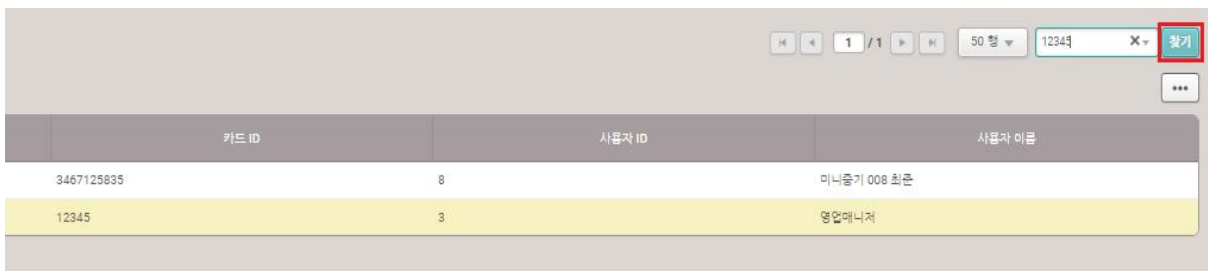 1 / 1 50 행 12345 찾기
•••
카드 ID 사용자 ID 사용자 이름
3467125835 8 미니중기 008 최준
12345 3 영업매니저